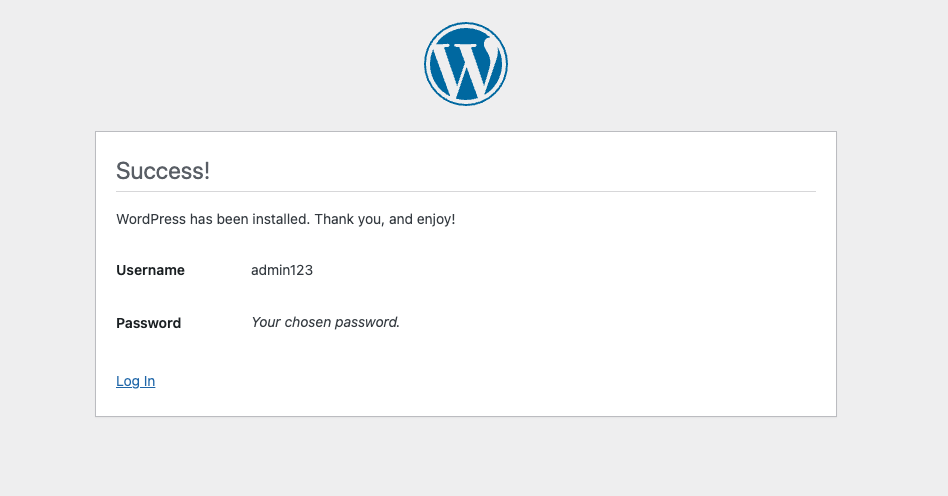 Success!
WordPress has been installed. Thank you, and enjoy!
Username admin123
Password Your chosen password.
Log In